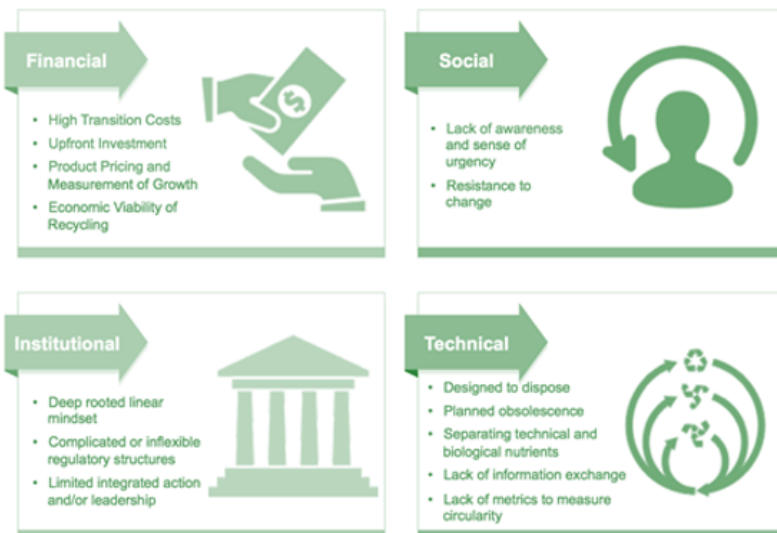 Financial
• High Transition Costs
• Upfront Investment
• Product Pricing and
Measurement of Growth
• Economic Viability of
Recycling
$
Social
• Lack of awareness
and sense of
urgency
• Resistance to
change
Institutional
• Deep rooted linear
mindset
• Complicated or inflexible
regulatory structures
• Limited integrated action
and/or leadership
Technical
• Designed to dispose
• Planned obsolescence
• Separating technical and
biological nutrients
• Lack of information exchange
• Lack of metrics to measure
circularity